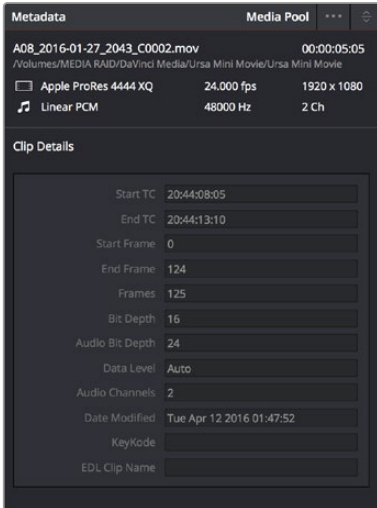 Metadata Media Pool •••
A08_2016-01-27_2043_C0002.mov 00:00:05:05
/Volumes/MEDIA RAID/DaVinci Media/Ursa Mini Movie/Ursa Mini Movie
Apple ProRes 4444 XQ 24.000 fps 1920 x 1080
Linear PCM 48000 Hz 2 Ch
Clip Details
Start TC 20:44:08:05
End TC 20:44:13:10
Start Frame 0
End Frame 124
Frames 125
Bit Depth 16
Audio Bit Depth 24
Data Level Auto
Audio Channels 2
Date Modified Tue Apr 12 2016 01:47:52
KeyKode
EDL Clip Name